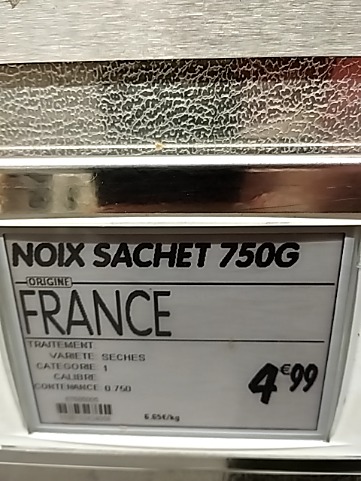 NOIX SACHET 750G
ORIGINE
FRANCE
TRAITEMENT
VARIETE SECHES
CATEGORIE 1
CALIBRE
CONTENANCE 0.750
4€99
6.65€/kg